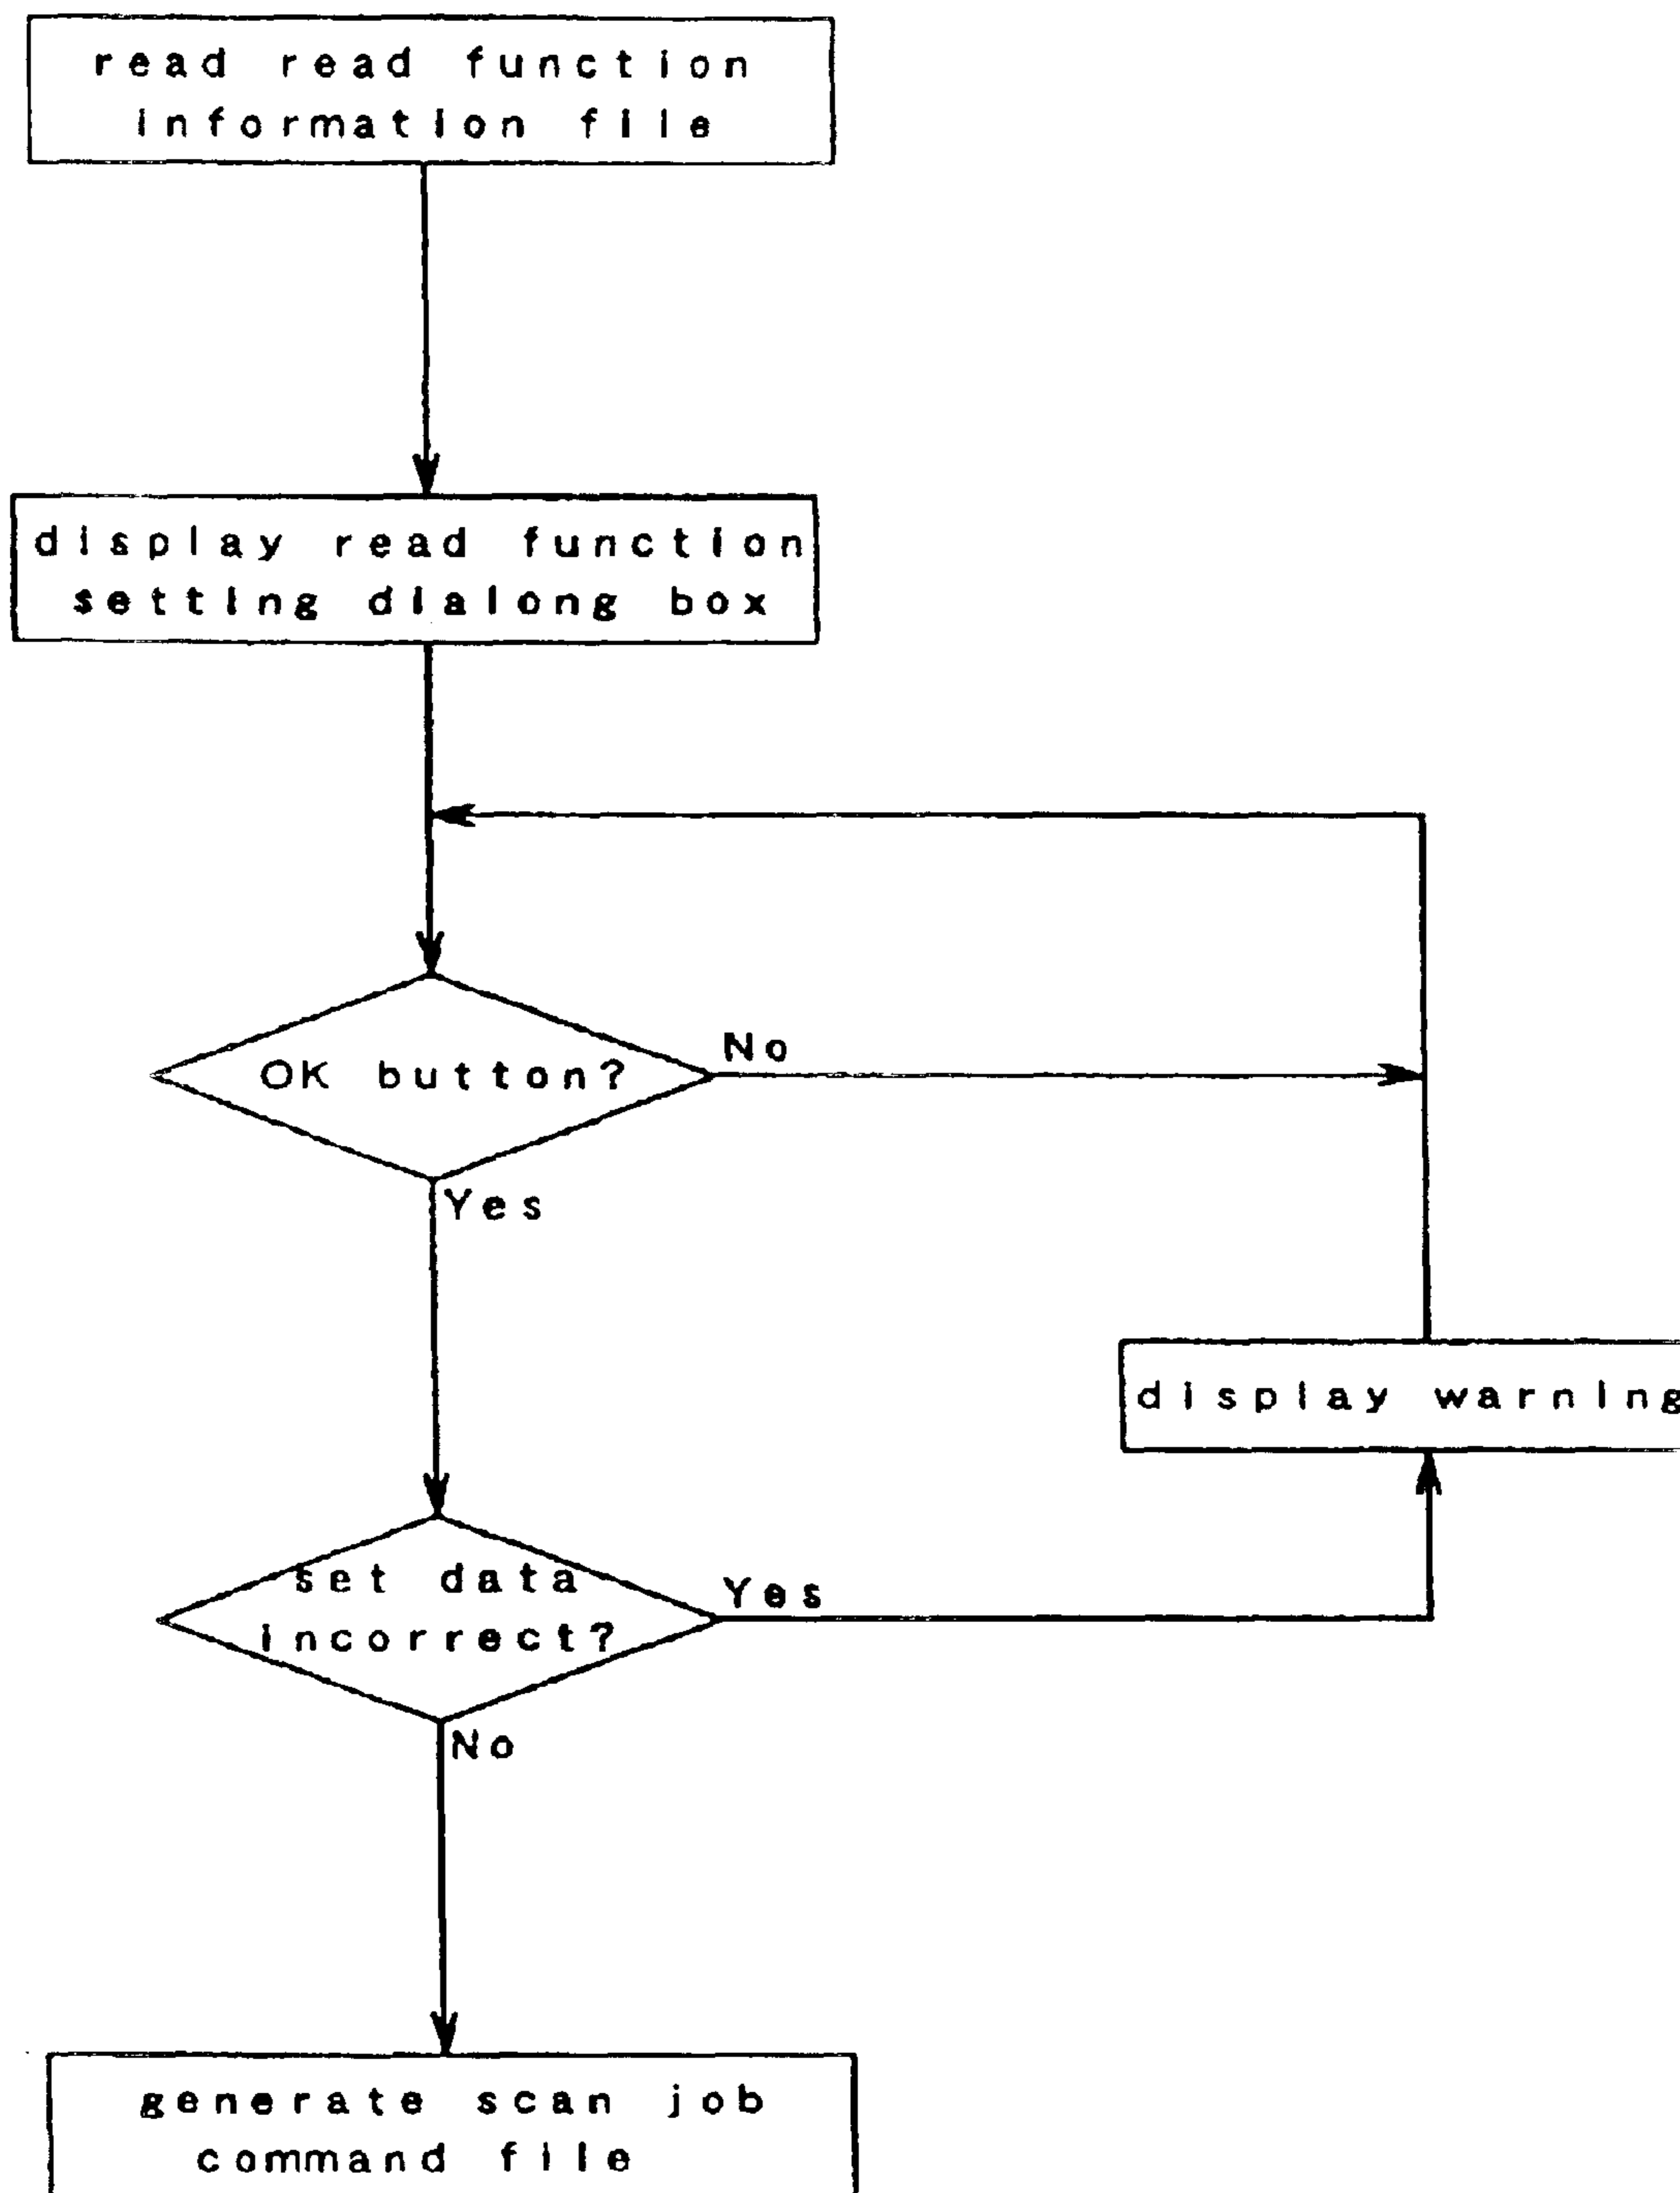 read read function
information file
display read function
setting dialong box
OK button?
No
Yes
display warning
set data
incorrect?
Yes
No
generate scan job
command file